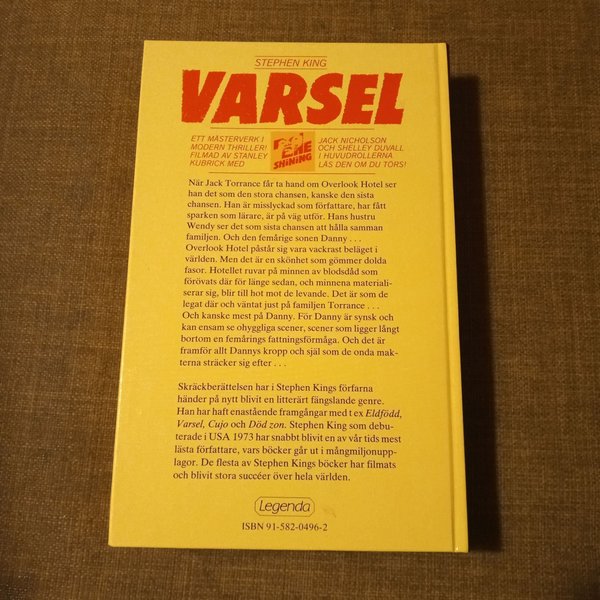 STEPHEN KING
VARSEL
ETT MÄSTERVERK I
MODERN THRILLER!
FILMAD AV STANLEY
KUBRICK MED
THE
SHiNiNG
JACK NICHOLSON
OCH SHELLEY DUVALL
I HUVUDROLLERNA
LÄS DEN OM DU TÖRS!
När Jack Torrance får ta hand om Overlook Hotel ser
han det som den stora chansen, kanske den sista
chansen. Han är misslyckad som författare, har fått
sparken som lärare, är på väg utför. Hans hustru
Wendy ser det som sista chansen att hålla samman
familjen. Och den femårige sonen Danny . . .
Overlook Hotel påstår sig vara vackrast beläget i
världen. Men det är en skönhet som gömmer dolda
fasor. Hotellet ruvar på minnen av blodsdåd som
förövats där för länge sedan, och minnena materiali-
serar sig, blir till hot mot de levande. Det är som de
legat där och väntat just på familjen Torrance . . .
Och kanske mest på Danny. För Danny är synsk och
kan ensam se ohyggliga scener, scener som ligger långt
bortom en femårings fattningsförmåga. Och det är
framför allt Dannys kropp och själ som de onda mak-
terna sträcker sig efter . . .
Skräckberättelsen har i Stephen Kings förfarna
händer på nytt blivit en litterärt fängslande genre.
Han har haft enastående framgångar med t ex Eldfödd,
Varsel, Cujo och Död zon. Stephen King som debu-
terade i USA 1973 har snabbt blivit en av vår tids mest
lästa författare, vars böcker går ut i mångmiljonupp-
lagor. De flesta av Stephen Kings böcker har filmats
och blivit stora succéer över hela världen.
Legenda
ISBN 91-582-0496-2